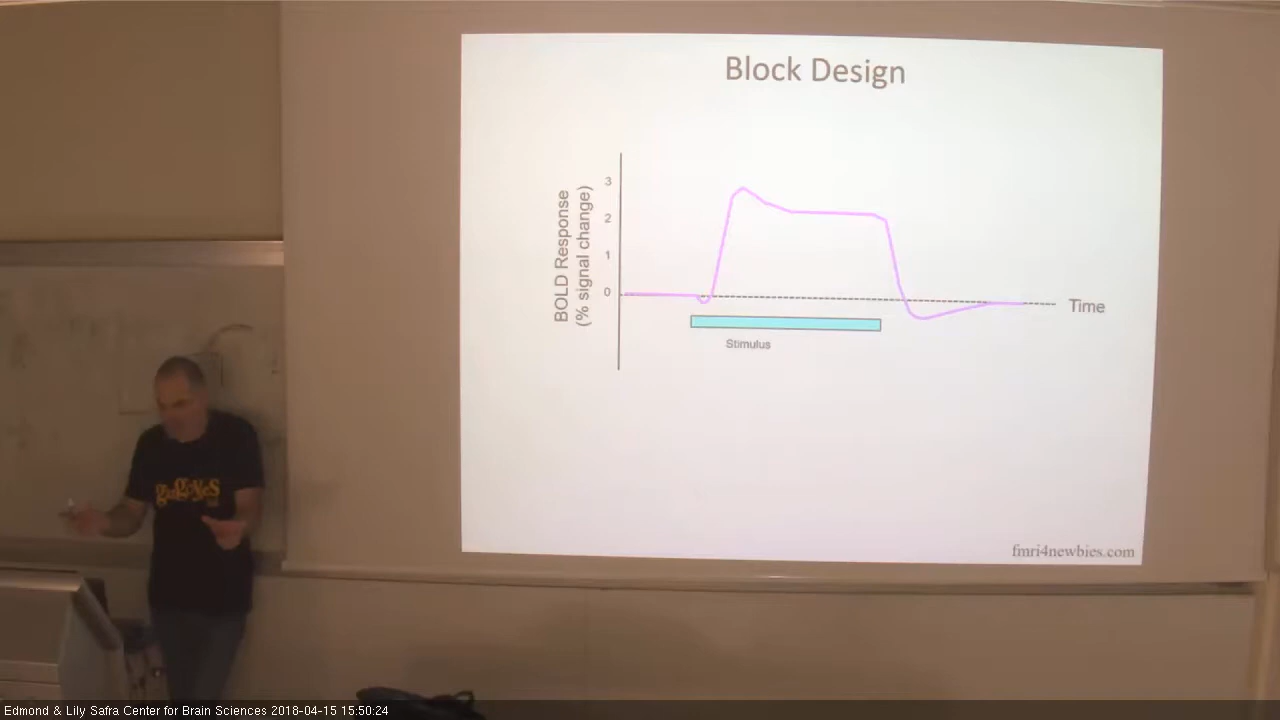 Block Design
BOLD Response
(% signal change)
3
2
1
0
Time
Stimulus
fmri4newbies.com
Edmond & Lily Safra Center for Brain Sciences 2018-04-15 15:50:24